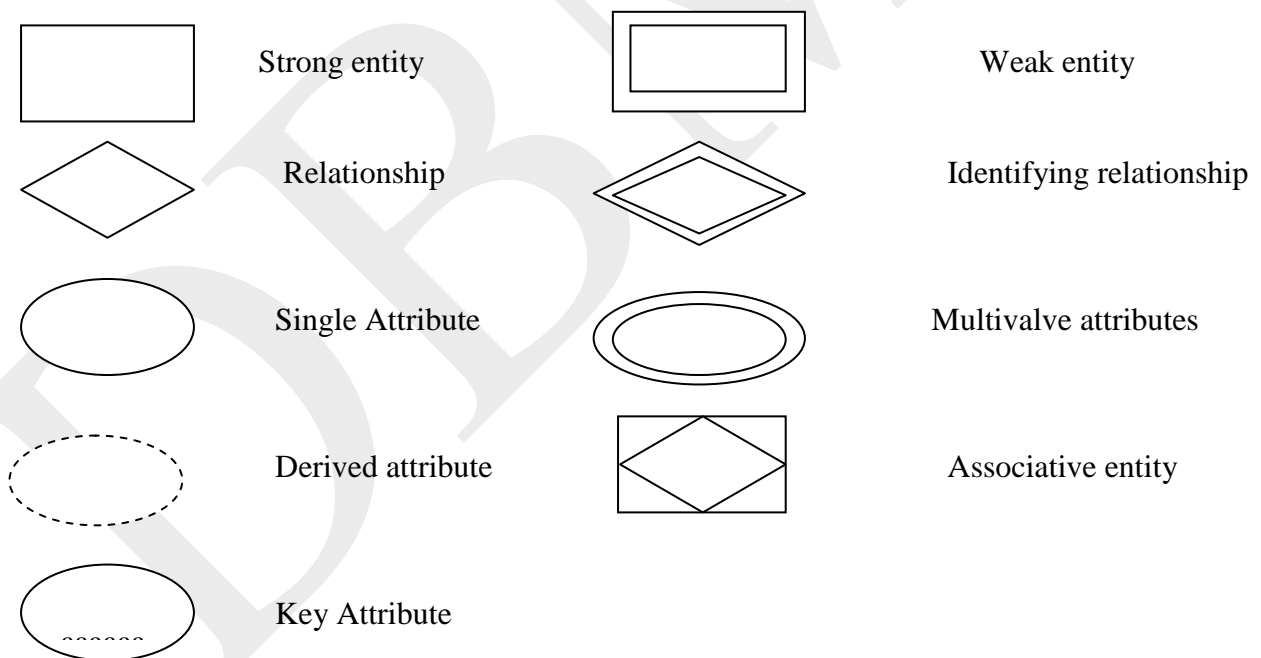 Strong entity
Weak entity
Relationship
Identifying relationship
Single Attribute
Multivalve attributes
Derived attribute
Associative entity
Key Attribute